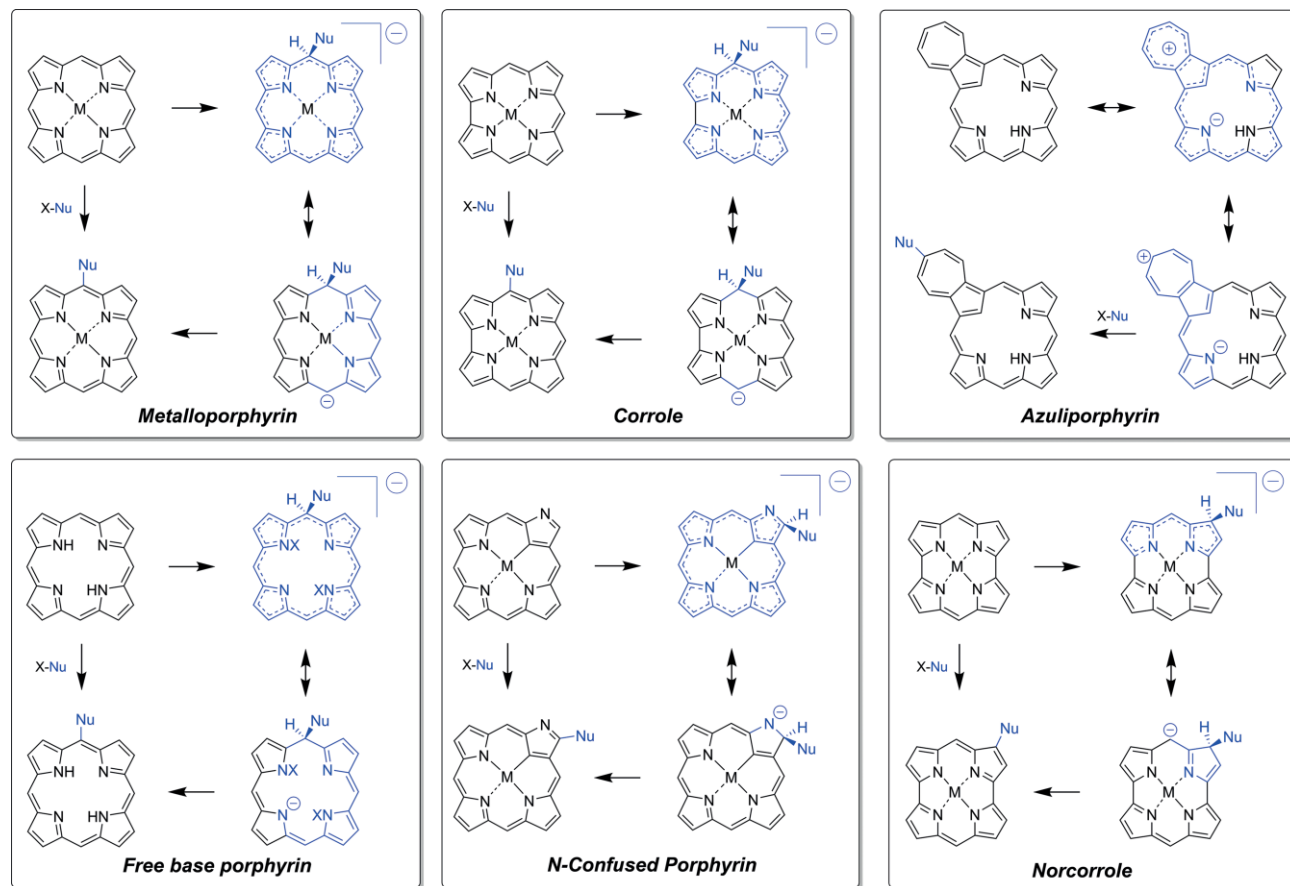 H Nu ⊖
N N
M
N N
N N
M
N N
X-Nu
Nu
H Nu
N N
M
N N
N N
M
N N
⊖
Metalloporphyrin
H Nu ⊖
N N
M
N N
N N
M
N N
X-Nu
Nu
H Nu
N N
M
N N
N N
M
N N
⊖
Corrole
⊕
N
N HN
N
N⊖ HN
Nu
⊕
X-Nu
N
N HN
N
N⊖ HN
Azuliporphyrin
H Nu ⊖
NH N
N HN
NX N
N XN
X-Nu
Nu
H Nu
NH N
N HN
NX N
N⊖ XN
Free base porphyrin
⊖
N
N
M
N N
N H
Nu
N
M
N N
X-Nu
N
Nu
N
M
N N
N⊖ H
Nu
N
M
N N
N-Confused Porphyrin
⊖
H Nu
N N
M
N N
N N
M
N N
X-Nu
Nu
⊖ H Nu
N N
M
N N
N N
M
N N
Norcorrole